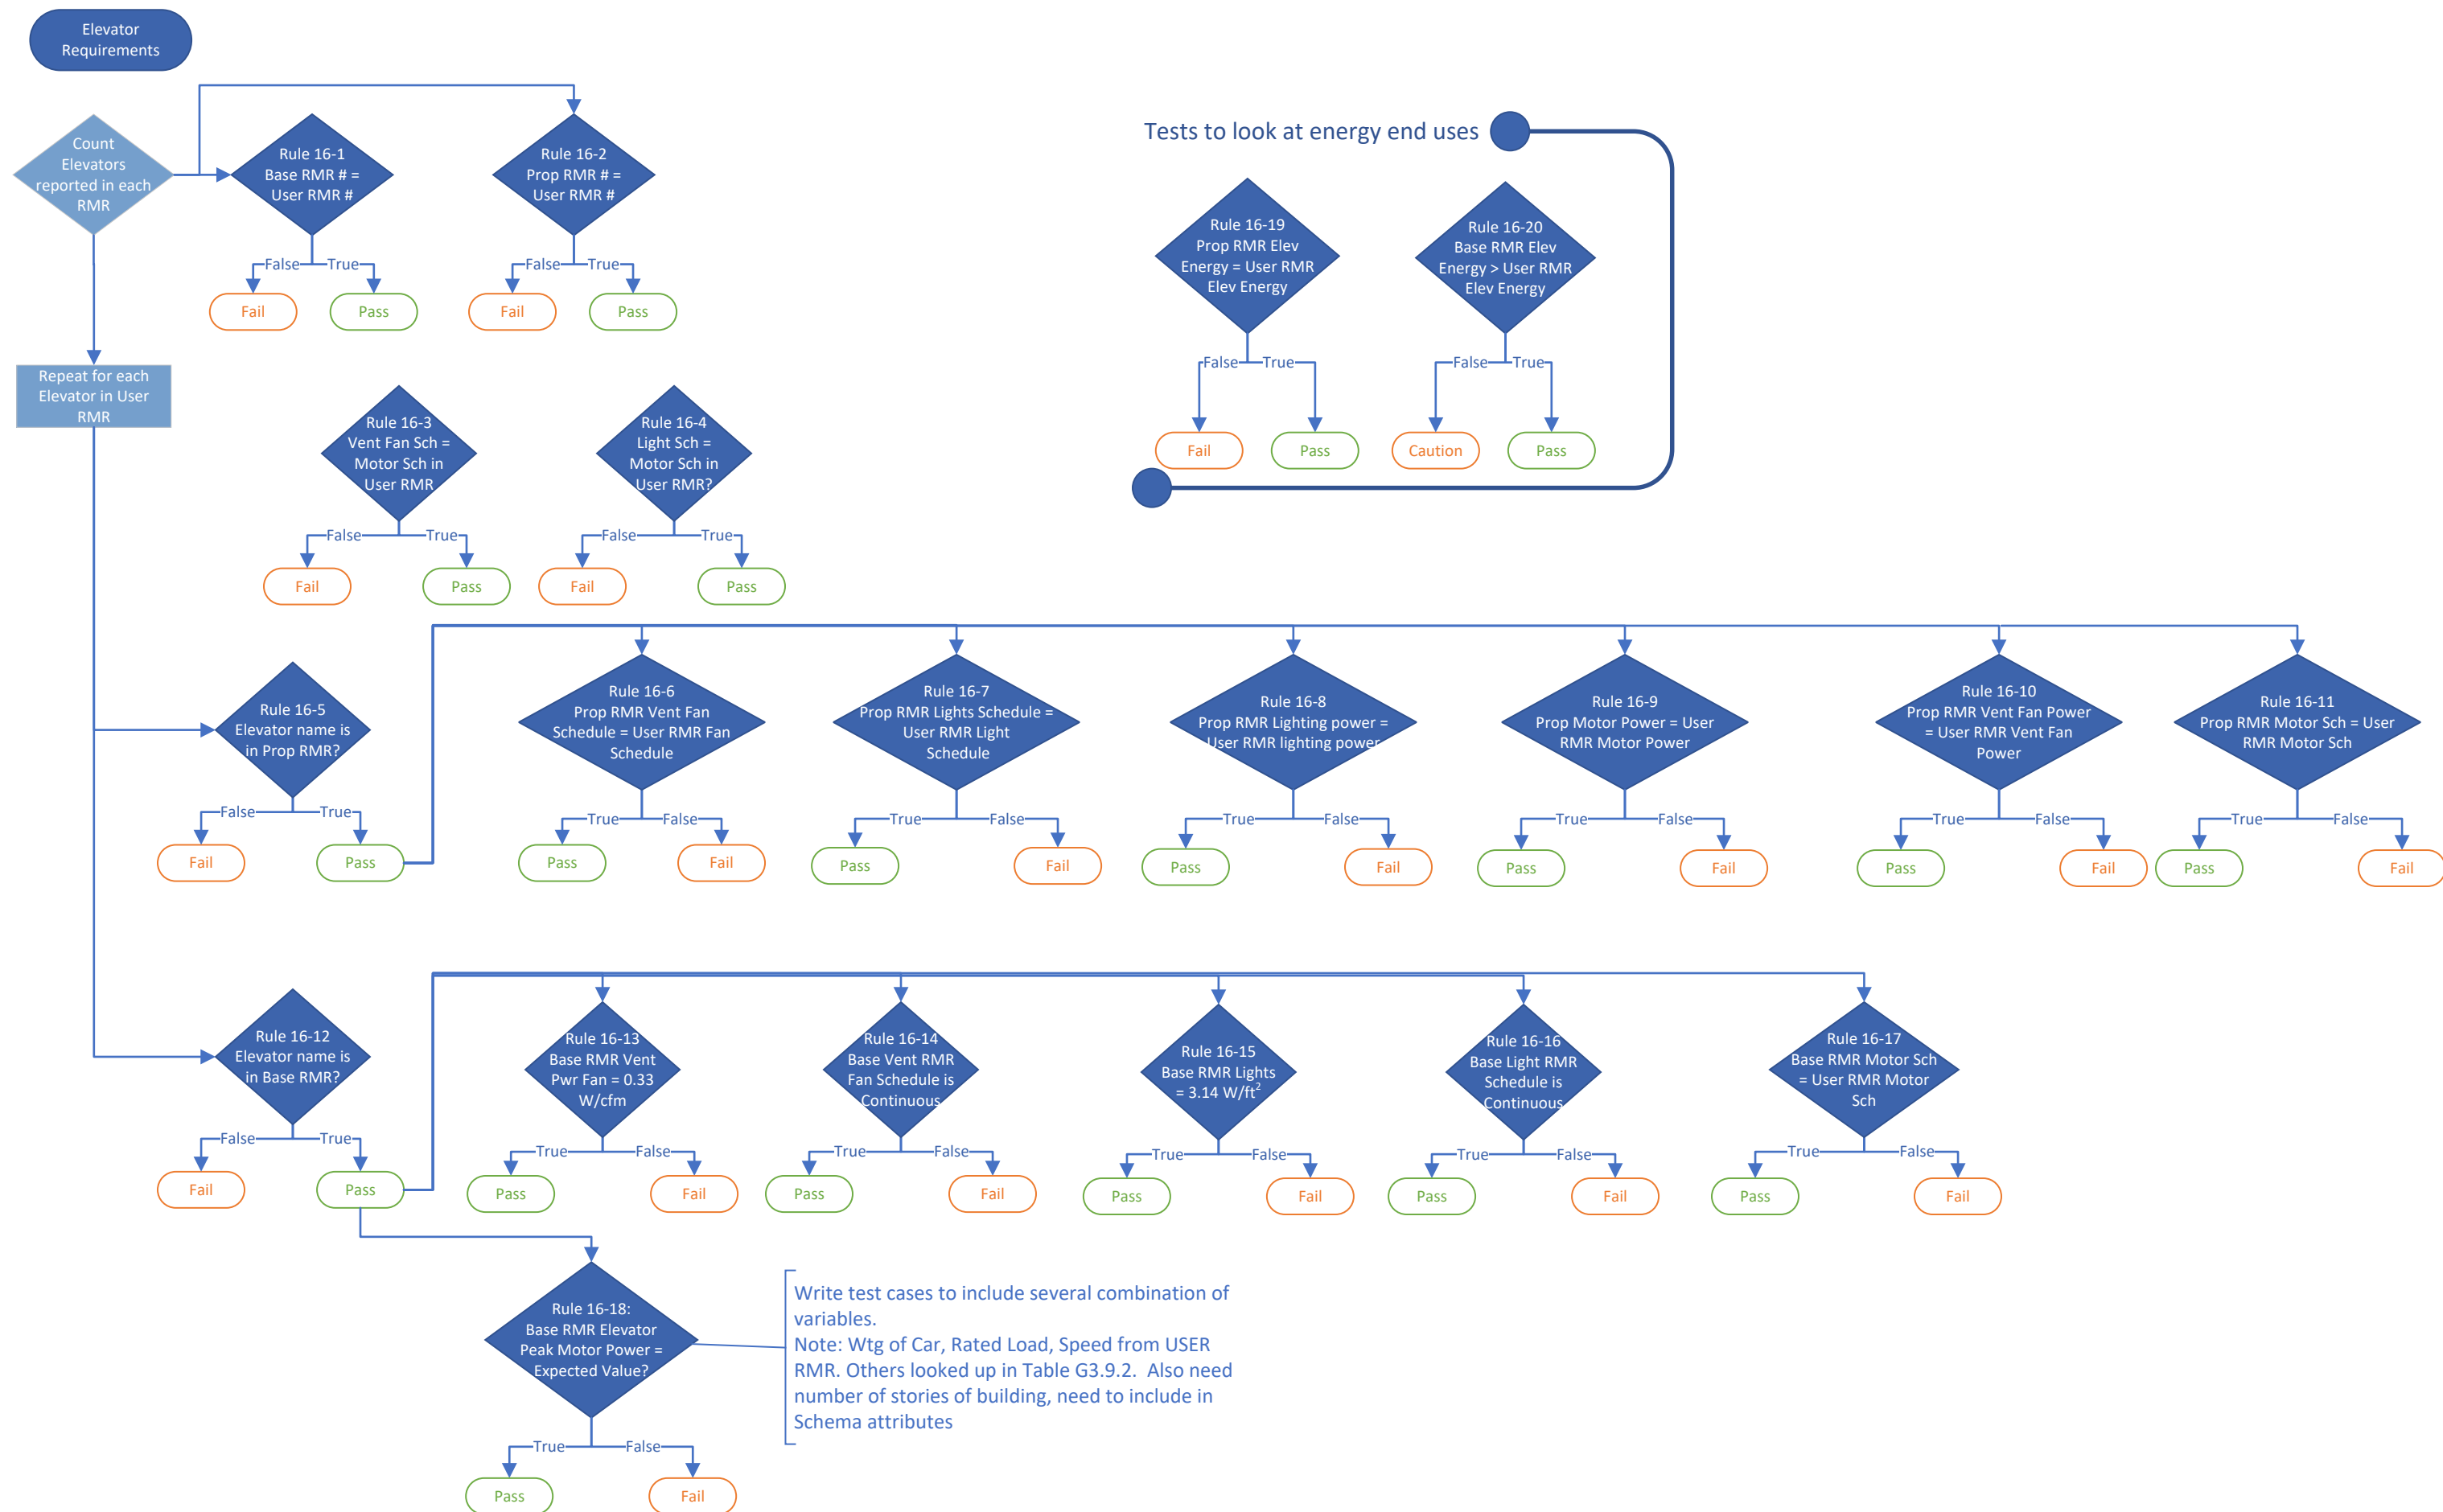 Elevator
Requirements
Count
Elevators
reported in each
RMR
Rule 16-1
Base RMR # =
User RMR #
Rule 16-2
Prop RMR # =
User RMR #
False
True
False
True
Fail
Pass
Fail
Pass
Tests to look at energy end uses
Rule 16-19
Prop RMR Elev
Energy = User RMR
Elev Energy
Rule 16-20
Base RMR Elev
Energy > User RMR
Elev Energy
False
True
False
True
Fail
Pass
Caution
Pass
Repeat for each
Elevator in User
RMR
Rule 16-3
Vent Fan Sch =
Motor Sch in
User RMR
Rule 16-4
Light Sch =
Motor Sch in
User RMR?
False
True
False
True
Fail
Pass
Fail
Pass
Rule 16-5
Elevator name is
in Prop RMR?
Rule 16-6
Prop RMR Vent Fan
Schedule = User RMR Fan
Schedule
Rule 16-7
Prop RMR Lights Schedule =
User RMR Light
Schedule
Rule 16-8
Prop RMR Lighting power =
User RMR lighting power
Rule 16-9
Prop Motor Power = User
RMR Motor Power
Rule 16-10
Prop RMR Vent Fan Power
= User RMR Vent Fan
Power
Rule 16-11
Prop RMR Motor Sch = User
RMR Motor Sch
False
True
True
False
True
False
True
False
True
False
True
False
True
False
Fail
Pass
Pass
Fail
Pass
Fail
Pass
Fail
Pass
Fail
Pass
Fail
Pass
Fail
Rule 16-12
Elevator name is
in Base RMR?
Rule 16-13
Base RMR Vent
Pwr Fan = 0.33
W/cfm
Rule 16-14
Base Vent RMR
Fan Schedule is
Continuous
Rule 16-15
Base RMR Lights
= 3.14 W/ft²
Rule 16-16
Base Light RMR
Schedule is
Continuous
Rule 16-17
Base RMR Motor Sch
= User RMR Motor
Sch
False
True
True
False
True
False
True
False
True
False
True
False
Fail
Pass
Pass
Fail
Pass
Fail
Pass
Fail
Pass
Fail
Pass
Fail
Rule 16-18:
Base RMR Elevator
Peak Motor Power =
Expected Value?
Write test cases to include several combination of
variables.
Note: Wtg of Car, Rated Load, Speed from USER
RMR. Others looked up in Table G3.9.2. Also need
number of stories of building, need to include in
Schema attributes
True
False
Pass
Fail